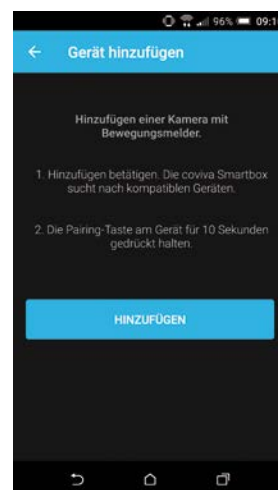 96% 09:1
Gerät hinzufügen
Hinzufügen einer Kamera mit
Bewegungsmelder.
1. Hinzufügen betätigen. Die coviva Smartbox
sucht nach kompatiblen Geräten.
2. Die Pairing-Taste am Gerät für 10 Sekunden
gedrückt halten.
HINZUFÜGEN